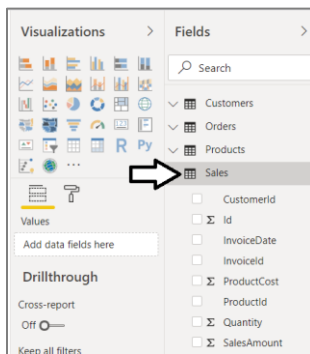 Visualizations
Fields
Search
Customers
Orders
Products
R Py
Sales
CustomerId
Σ Id
Values
InvoiceDate
Add data fields here
InvoiceId
Σ ProductCost
Drillthrough
ProductId
Cross-report
Σ Quantity
Off
Σ SalesAmount
Keep all filters